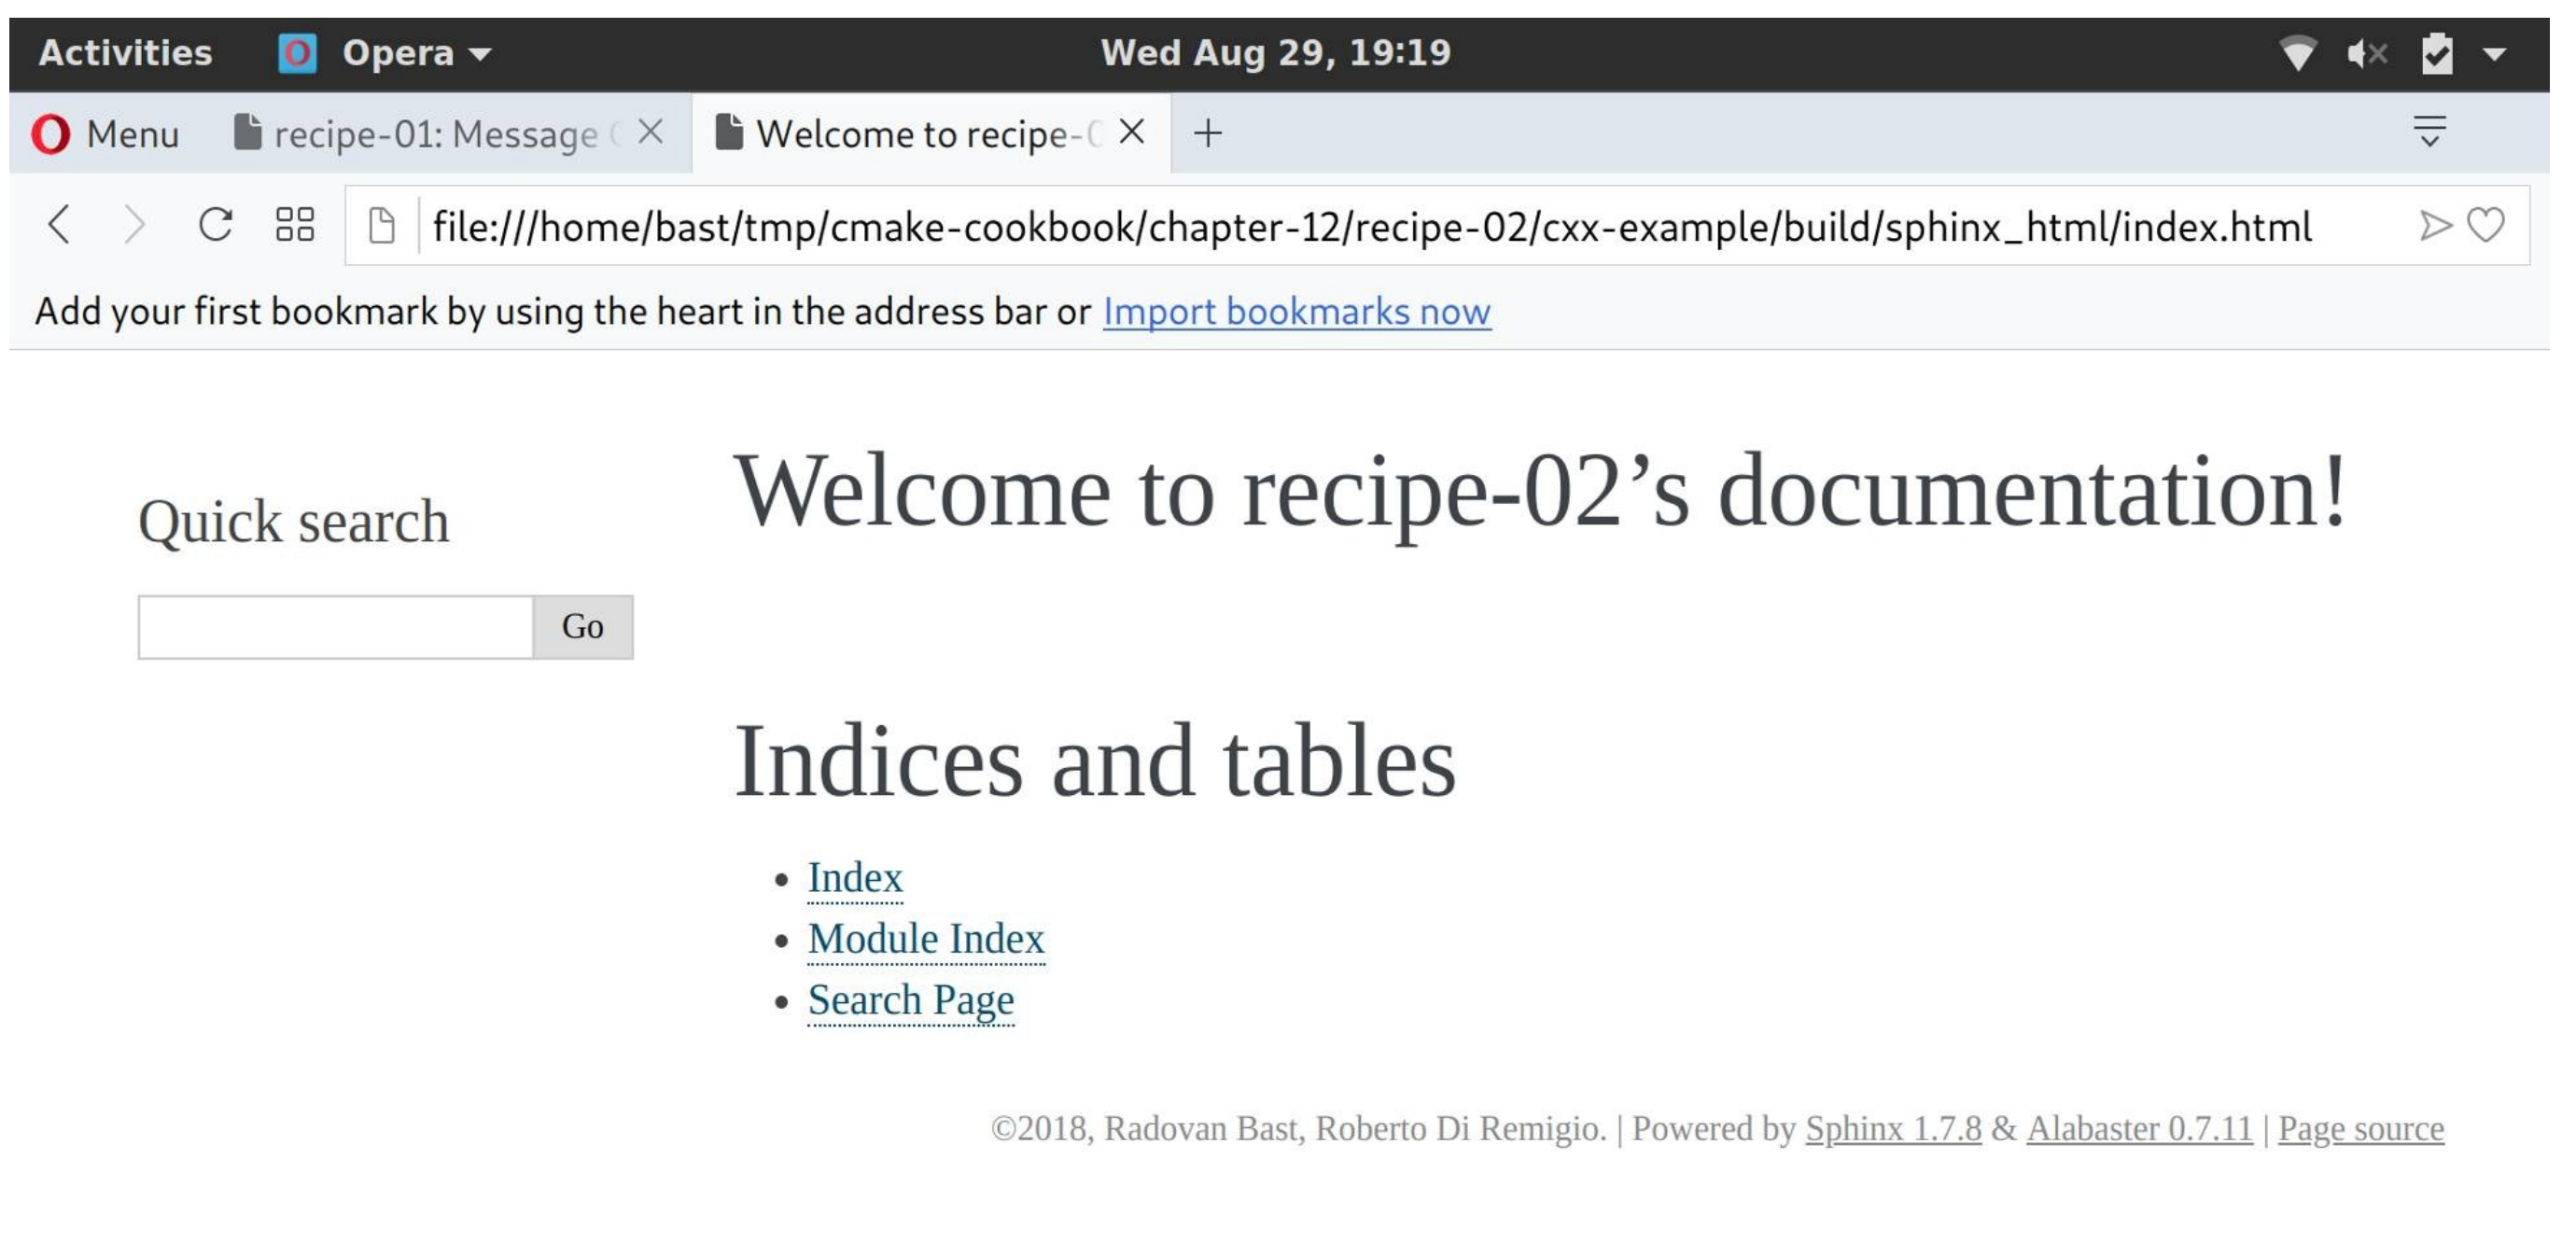 Activities Opera Wed Aug 29, 19:19
Menu recipe-01: Message Welcome to recipe-0
file:///home/bast/tmp/cmake-cookbook/chapter-12/recipe-02/cxx-example/build/sphinx_html/index.html
Add your first bookmark by using the heart in the address bar or Import bookmarks now
Welcome to recipe-02’s documentation!
Quick search
Go
Indices and tables
• Index
• Module Index
• Search Page
©2018, Radovan Bast, Roberto Di Remigio. | Powered by Sphinx 1.7.8 & Alabaster 0.7.11 | Page source